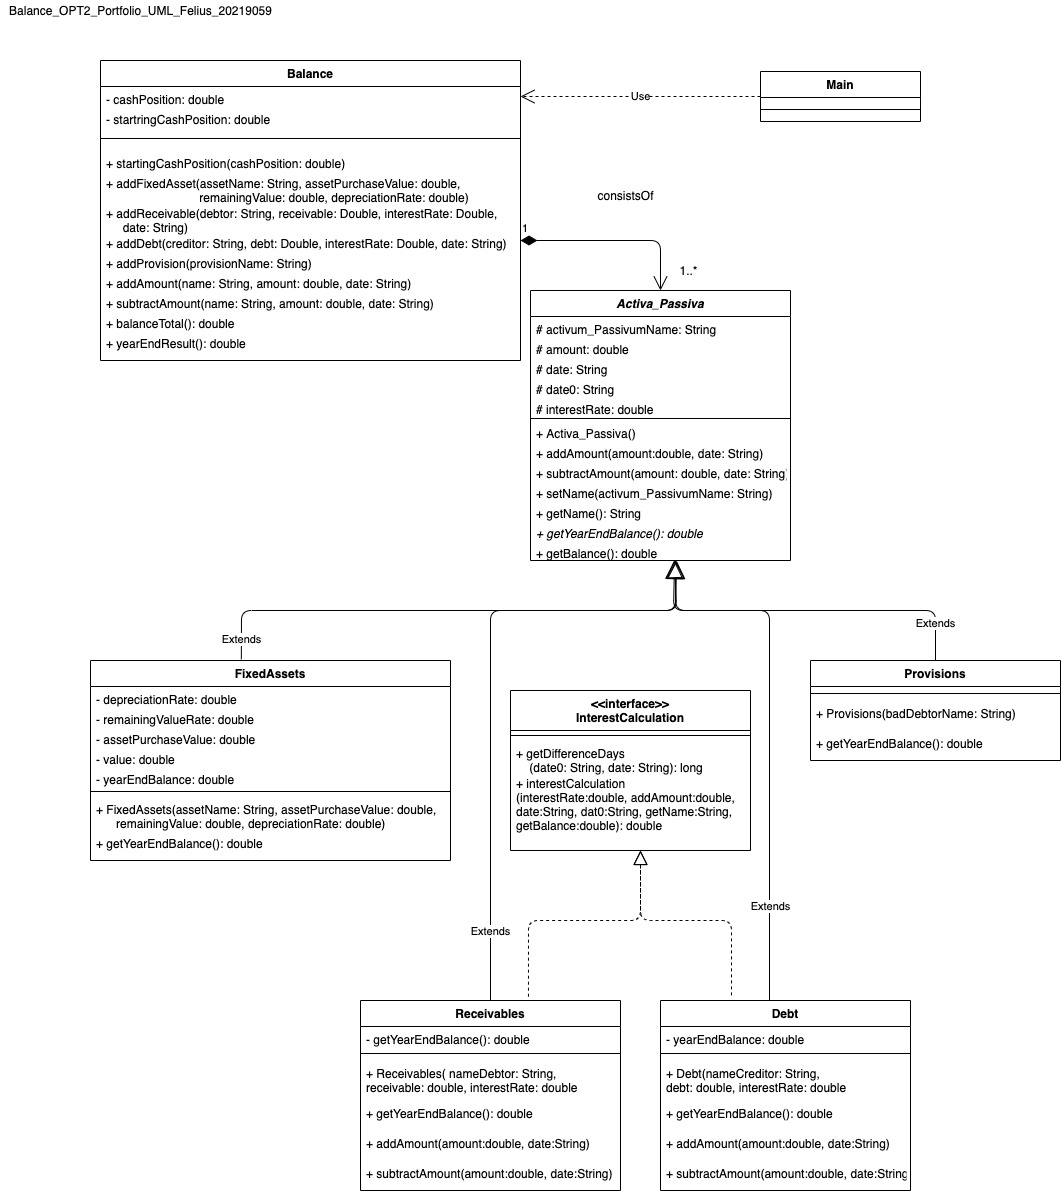 Balance_OPT2_Portfolio_UML_Felius_20219059
Balance
- cashPosition: double
- startringCashPosition: double
+ startingCashPosition(cashPosition: double)
+ addFixedAsset(assetName: String, assetPurchaseValue: double,
remainingValue: double, depreciationRate: double)
+ addReceivable(debtor: String, receivable: Double, interestRate: Double,
date: String)
+ addDebt(creditor: String, debt: Double, interestRate: Double, date: String)
+ addProvision(provisionName: String)
+ addAmount(name: String, amount: double, date: String)
+ subtractAmount(name: String, amount: double, date: String)
+ balanceTotal(): double
+ yearEndResult(): double
Use
Main
consistsOf
1
1..*
Activa_Passiva
# activum_PassivumName: String
# amount: double
# date: String
# date0: String
# interestRate: double
+ Activa_Passiva()
+ addAmount(amount:double, date: String)
+ subtractAmount(amount: double, date: String)
+ setName(activum_PassivumName: String)
+ getName(): String
+ getYearEndBalance(): double
+ getBalance(): double
Extends
Extends
FixedAssets
- depreciationRate: double
- remainingValueRate: double
- assetPurchaseValue: double
- value: double
- yearEndBalance: double
+ FixedAssets(assetName: String, assetPurchaseValue: double,
remainingValue: double, depreciationRate: double)
+ getYearEndBalance(): double
<<interface>>
InterestCalculation
+ getDifferenceDays
(date0: String, date: String): long
+ interestCalculation
(interestRate:double, addAmount:double,
date:String, dat0:String, getName:String,
getBalance:double): double
Provisions
+ Provisions(badDebtorName: String)
+ getYearEndBalance(): double
Extends
Extends
Receivables
- getYearEndBalance(): double
+ Receivables( nameDebtor: String,
receivable: double, interestRate: double
+ getYearEndBalance(): double
+ addAmount(amount:double, date:String)
+ subtractAmount(amount:double, date:String)
Debt
- yearEndBalance: double
+ Debt(nameCreditor: String,
debt: double, interestRate: double
+ getYearEndBalance(): double
+ addAmount(amount:double, date:String)
+ subtractAmount(amount:double, date:String